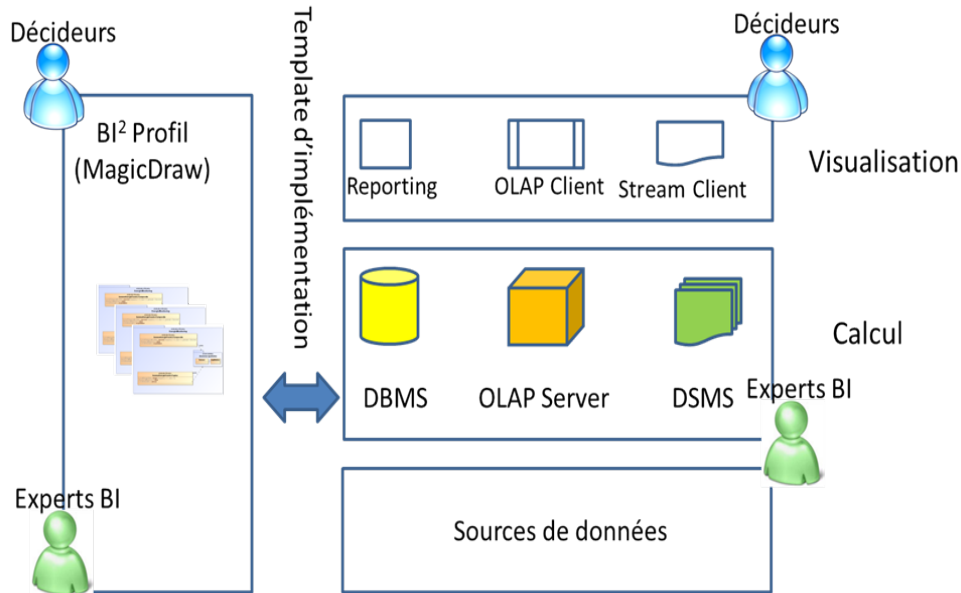 Décideurs
BI² Profil
(MagicDraw)
Experts BI
Template d'implémentation
Décideurs
Reporting
OLAP Client
Stream Client
Visualisation
DBMS
OLAP Server
DSMS
Calcul
Experts BI
Sources de données